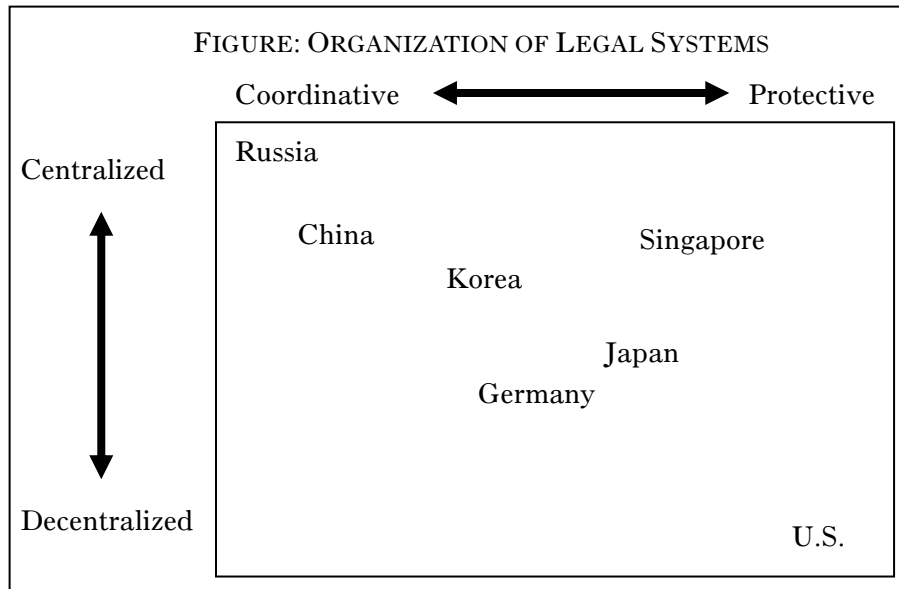 FIGURE: ORGANIZATION OF LEGAL SYSTEMS
Coordinative Protective
Russia
Centralized
China Singapore
Korea
Japan
Germany
Decentralized
U.S.